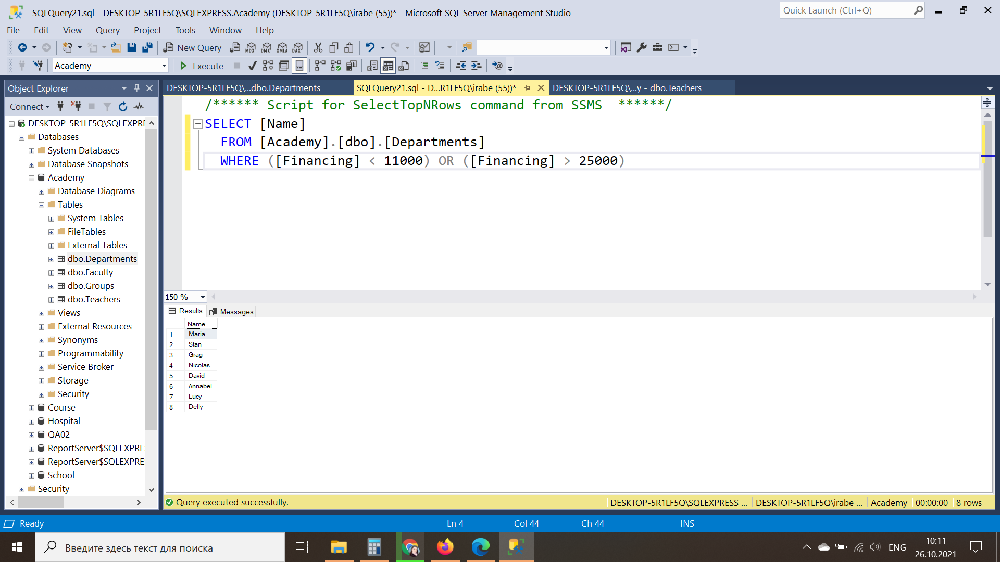 SQLQuery21.sql - DESKTOP-5R1LF5Q\SQLEXPRESS.Academy (DESKTOP-5R1LF5Q\irabe (55))* - Microsoft SQL Server Management Studio
Quick Launch (Ctrl+Q)
File Edit View Query Project Tools Window Help
New Query MDX DMX XMLA DAX
Academy Execute
Object Explorer
DESKTOP-5R1LF5Q\...dbo.Departments SQLQuery21.sql - D...R1LF5Q\irabe (55))* DESKTOP-5R1LF5Q\...y - dbo.Teachers
Connect
DESKTOP-5R1LF5Q\SQLEXPRE
Databases
System Databases
Database Snapshots
Academy
Database Diagrams
Tables
System Tables
FileTables
External Tables
dbo.Departments
dbo.Faculty
dbo.Groups
dbo.Teachers
Views
External Resources
Synonyms
Programmability
Service Broker
Storage
Security
Course
Hospital
QA02
ReportServer$SQLEXPRE
ReportServer$SQLEXPRE
School
Security
/****** Script for SelectTopNRows command from SSMS  ******/
SELECT [Name]
FROM [Academy].[dbo].[Departments]
WHERE ([Financing] < 11000) OR ([Financing] > 25000)
150 %
Results Messages
Name
1 Maria
2 Stan
3 Grag
4 Nicolas
5 David
6 Annabel
7 Lucy
8 Delly
Query executed successfully. DESKTOP-5R1LF5Q\SQLEXPRESS ... DESKTOP-5R1LF5Q\irabe ... Academy 00:00:00 8 rows
Ready Ln 4 Col 44 Ch 44 INS
Введите здесь текст для поиска
ENG
10:11
26.10.2021